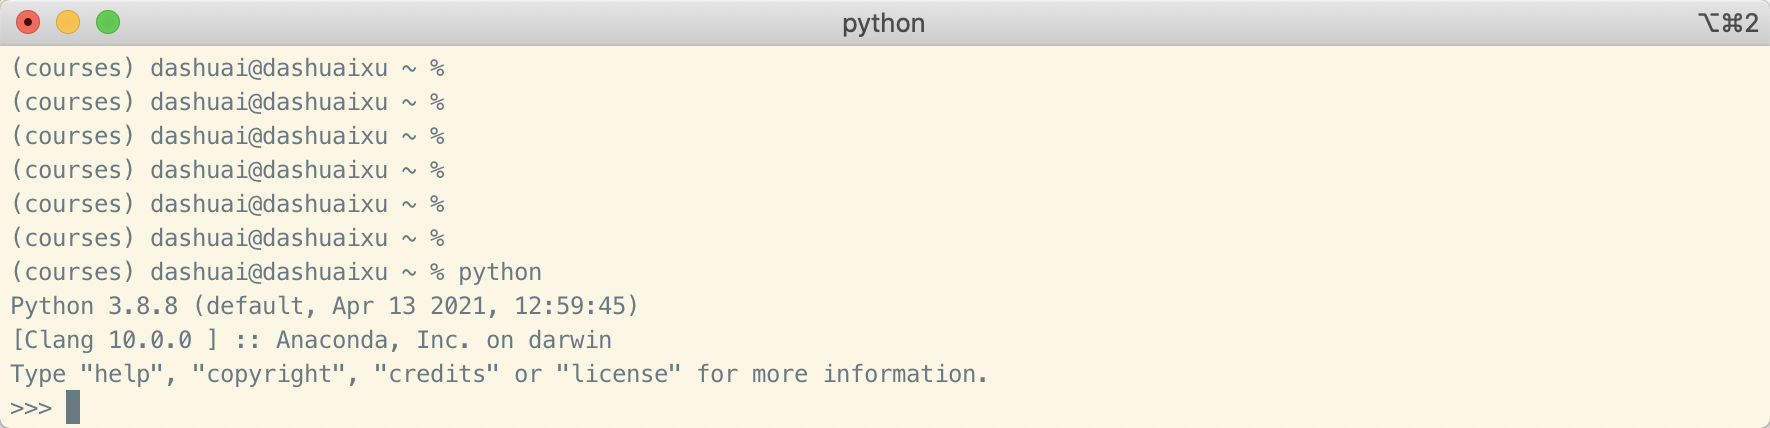 python
⌥⌘2
(courses) dashuai@dashuaixu ~ %
(courses) dashuai@dashuaixu ~ %
(courses) dashuai@dashuaixu ~ %
(courses) dashuai@dashuaixu ~ %
(courses) dashuai@dashuaixu ~ %
(courses) dashuai@dashuaixu ~ %
(courses) dashuai@dashuaixu ~ % python
Python 3.8.8 (default, Apr 13 2021, 12:59:45)
[Clang 10.0.0 ] :: Anaconda, Inc. on darwin
Type "help", "copyright", "credits" or "license" for more information.
>>>